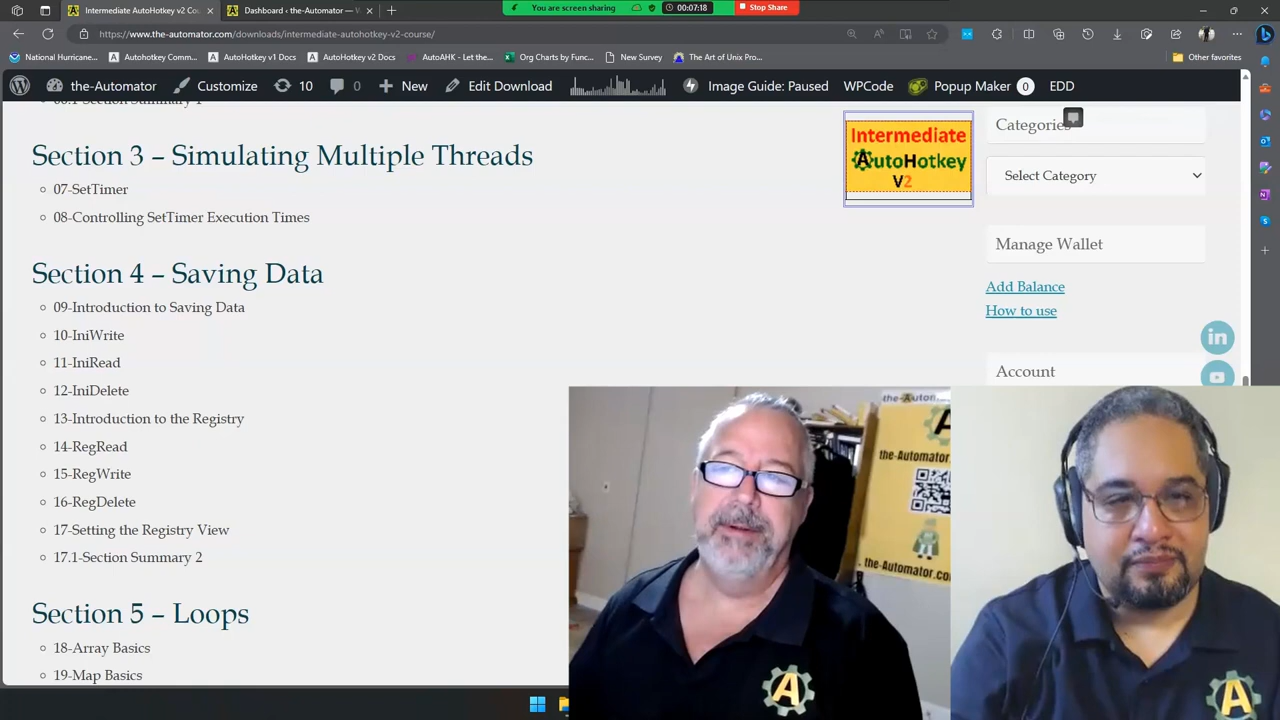 Intermediate AutoHotkey v2 Cou
Dashboard ‹ the-Automator — W
You are screen sharing
00:07:18
Stop Share
https://www.the-automator.com/downloads/intermediate-autohotkey-v2-course/
National Hurricane...
Autohotkey Comm...
AutoHotkey v1 Docs
AutoHotkey v2 Docs
AutoAHK - Let the...
Org Charts by Func...
New Survey
The Art of Unix Pro...
Other favorites
the-Automator
Customize
10
0
New
Edit Download
Image Guide: Paused
WPCode
Popup Maker 0
EDD
Section 3 – Simulating Multiple Threads
07-SetTimer
08-Controlling SetTimer Execution Times
Section 4 – Saving Data
09-Introduction to Saving Data
10-IniWrite
11-IniRead
12-IniDelete
13-Introduction to the Registry
14-RegRead
15-RegWrite
16-RegDelete
17-Setting the Registry View
17.1-Section Summary 2
Section 5 – Loops
18-Array Basics
19-Map Basics
Intermediate
AutoHotkey
V2
Categories
Select Category
Manage Wallet
Add Balance
How to use
Account
in
the-Autom
the-Automa
the-Automator.com
A
A